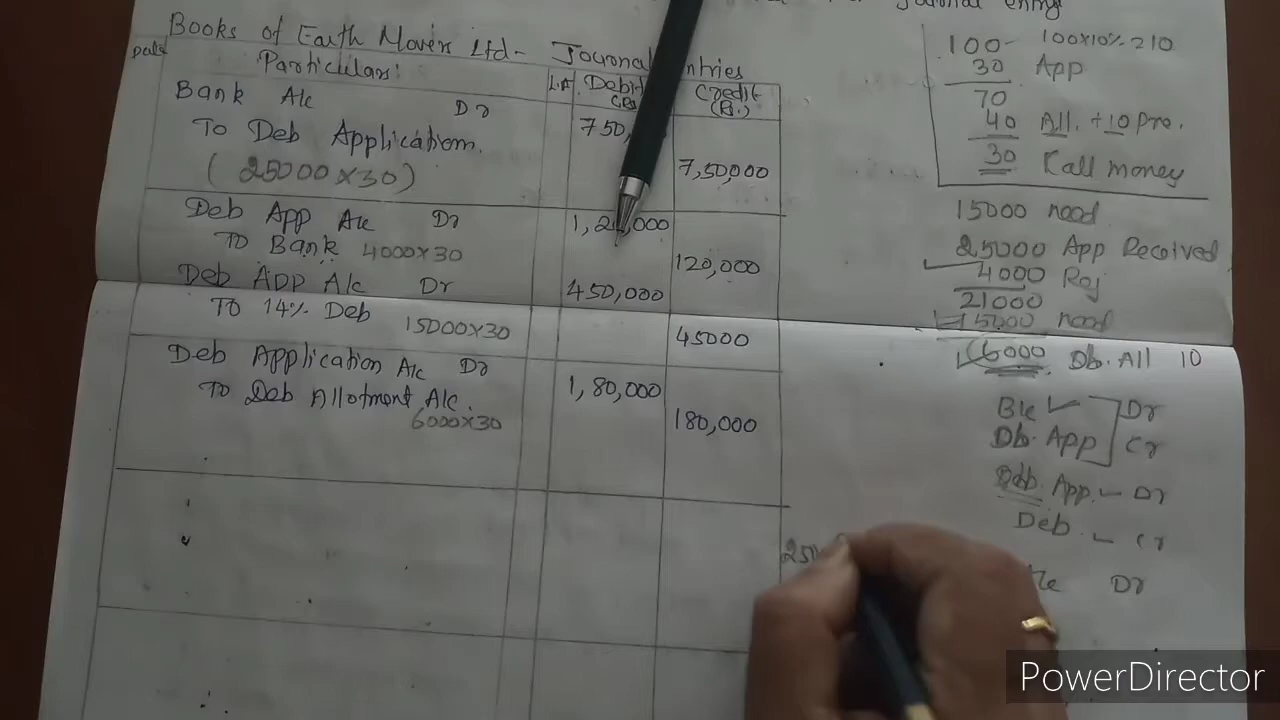 Journal entry
Books of Earth Movers Ltd - Journal Entries
Date Particulars: L.F Debit Credit (Rs.)
Bank A/c Dr 750,
To Deb Application. 7,50,000
(25000x30)
Deb App A/c Dr 1,20,000
To Bank 4000x30 120,000
Deb App A/c Dr 450,000
To 14% Deb 15000x30 45000
Deb Application A/c Dr 1,80,000
To Deb Allotment A/c. 180,000
6000x30
100- 100x10%=10
30 App
70
40 All. +10 Pre.
30 Call money
15000 need
25000 App Received
4000 Rej
21000
15000 need
6000. Db. All 10
Dr
Db. App Cr
App. Dr
Deb. Cr
Dr
PowerDirector